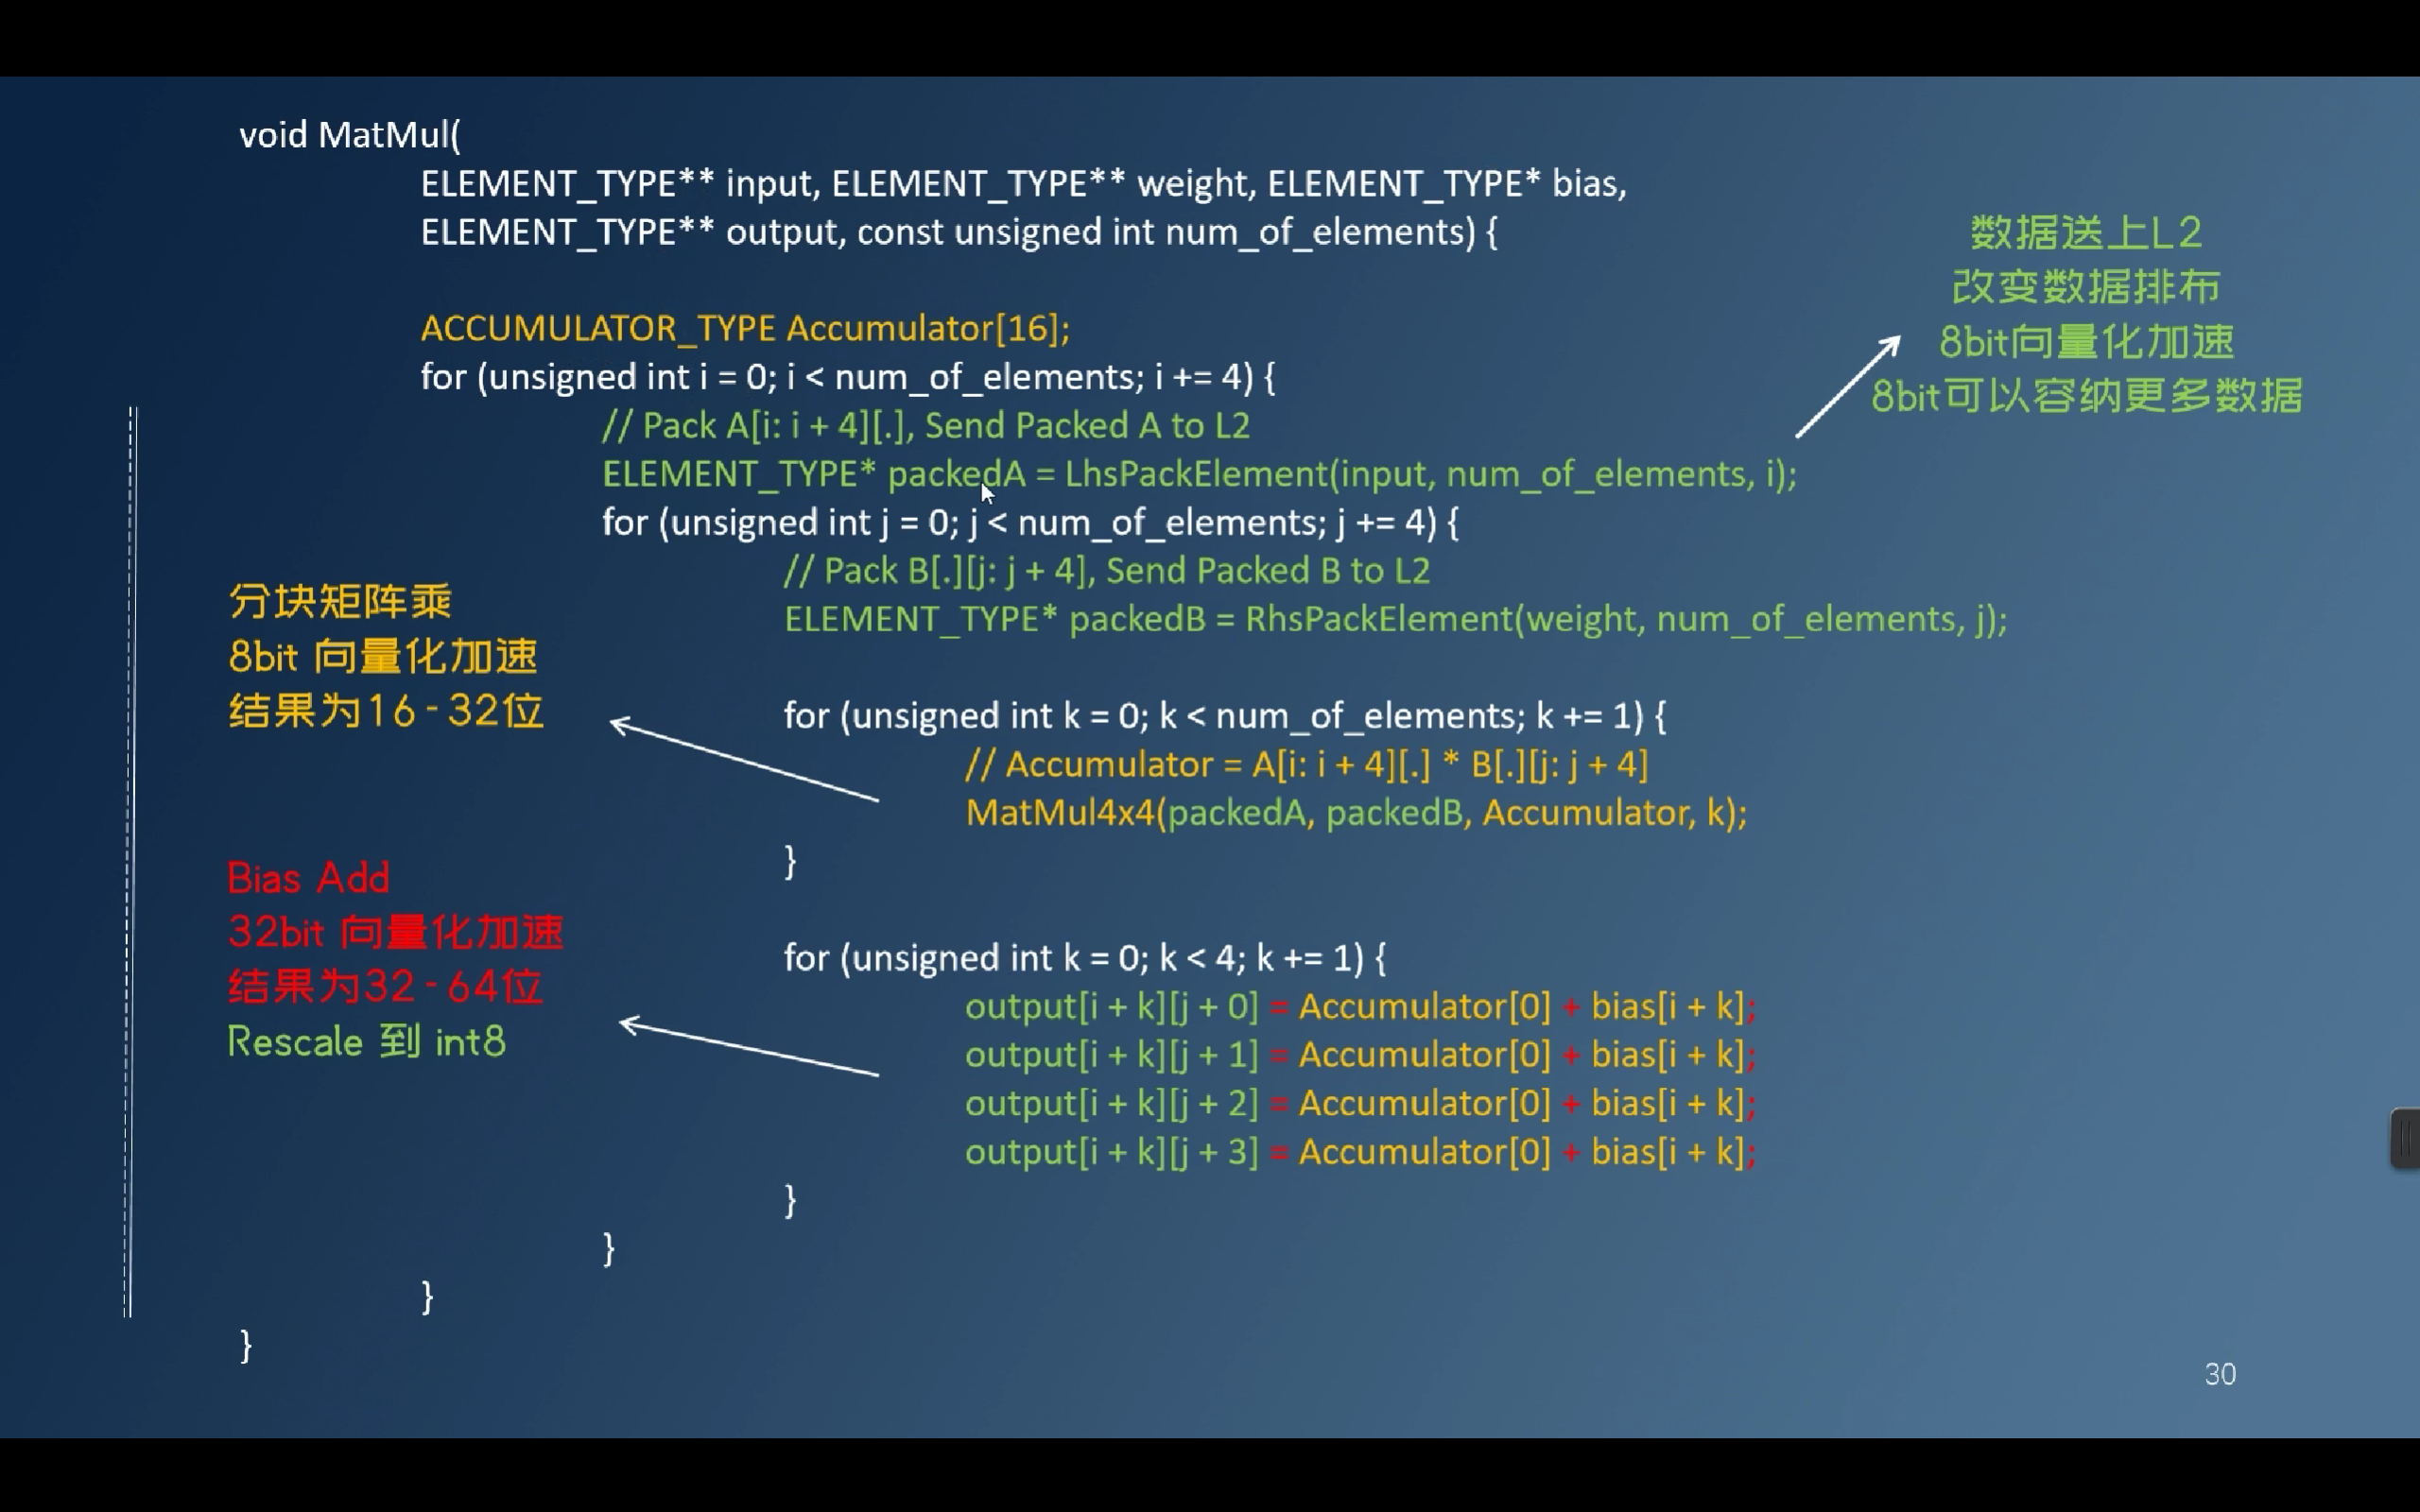 void MatMul(
ELEMENT_TYPE** input, ELEMENT_TYPE** weight, ELEMENT_TYPE* bias,
ELEMENT_TYPE** output, const unsigned int num_of_elements) {
ACCUMULATOR_TYPE Accumulator[16];
for (unsigned int i = 0; i < num_of_elements; i += 4) {
// Pack A[i: i + 4][.], Send Packed A to L2
ELEMENT_TYPE* packedA = LhsPackElement(input, num_of_elements, i);
for (unsigned int j = 0; j < num_of_elements; j += 4) {
// Pack B[.][j: j + 4], Send Packed B to L2
ELEMENT_TYPE* packedB = RhsPackElement(weight, num_of_elements, j);
for (unsigned int k = 0; k < num_of_elements; k += 1) {
// Accumulator = A[i: i + 4][.] * B[.][j: j + 4]
MatMul4x4(packedA, packedB, Accumulator, k);
}
for (unsigned int k = 0; k < 4; k += 1) {
output[i + k][j + 0] = Accumulator[0] + bias[i + k];
output[i + k][j + 1] = Accumulator[0] + bias[i + k];
output[i + k][j + 2] = Accumulator[0] + bias[i + k];
output[i + k][j + 3] = Accumulator[0] + bias[i + k];
}
}
}
}
数据送上L2
改变数据排布
8bit向量化加速
8bit可以容纳更多数据
分块矩阵乘
8bit 向量化加速
结果为16-32位
Bias Add
32bit 向量化加速
结果为32-64位
Rescale 到 int8
30